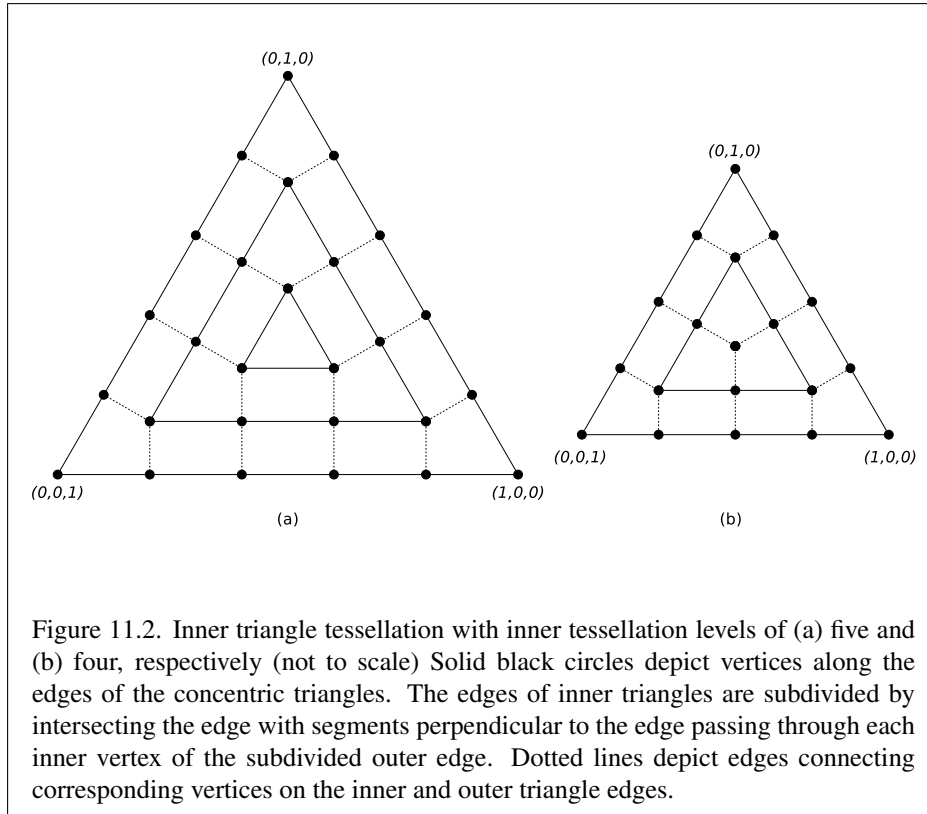 (0,1,0)
(0,1,0)
(0,0,1)
(1,0,0)
(0,0,1)
(1,0,0)
(a)
(b)
Figure 11.2. Inner triangle tessellation with inner tessellation levels of (a) five and
(b) four, respectively (not to scale) Solid black circles depict vertices along the
edges of the concentric triangles. The edges of inner triangles are subdivided by
intersecting the edge with segments perpendicular to the edge passing through each
inner vertex of the subdivided outer edge. Dotted lines depict edges connecting
corresponding vertices on the inner and outer triangle edges.